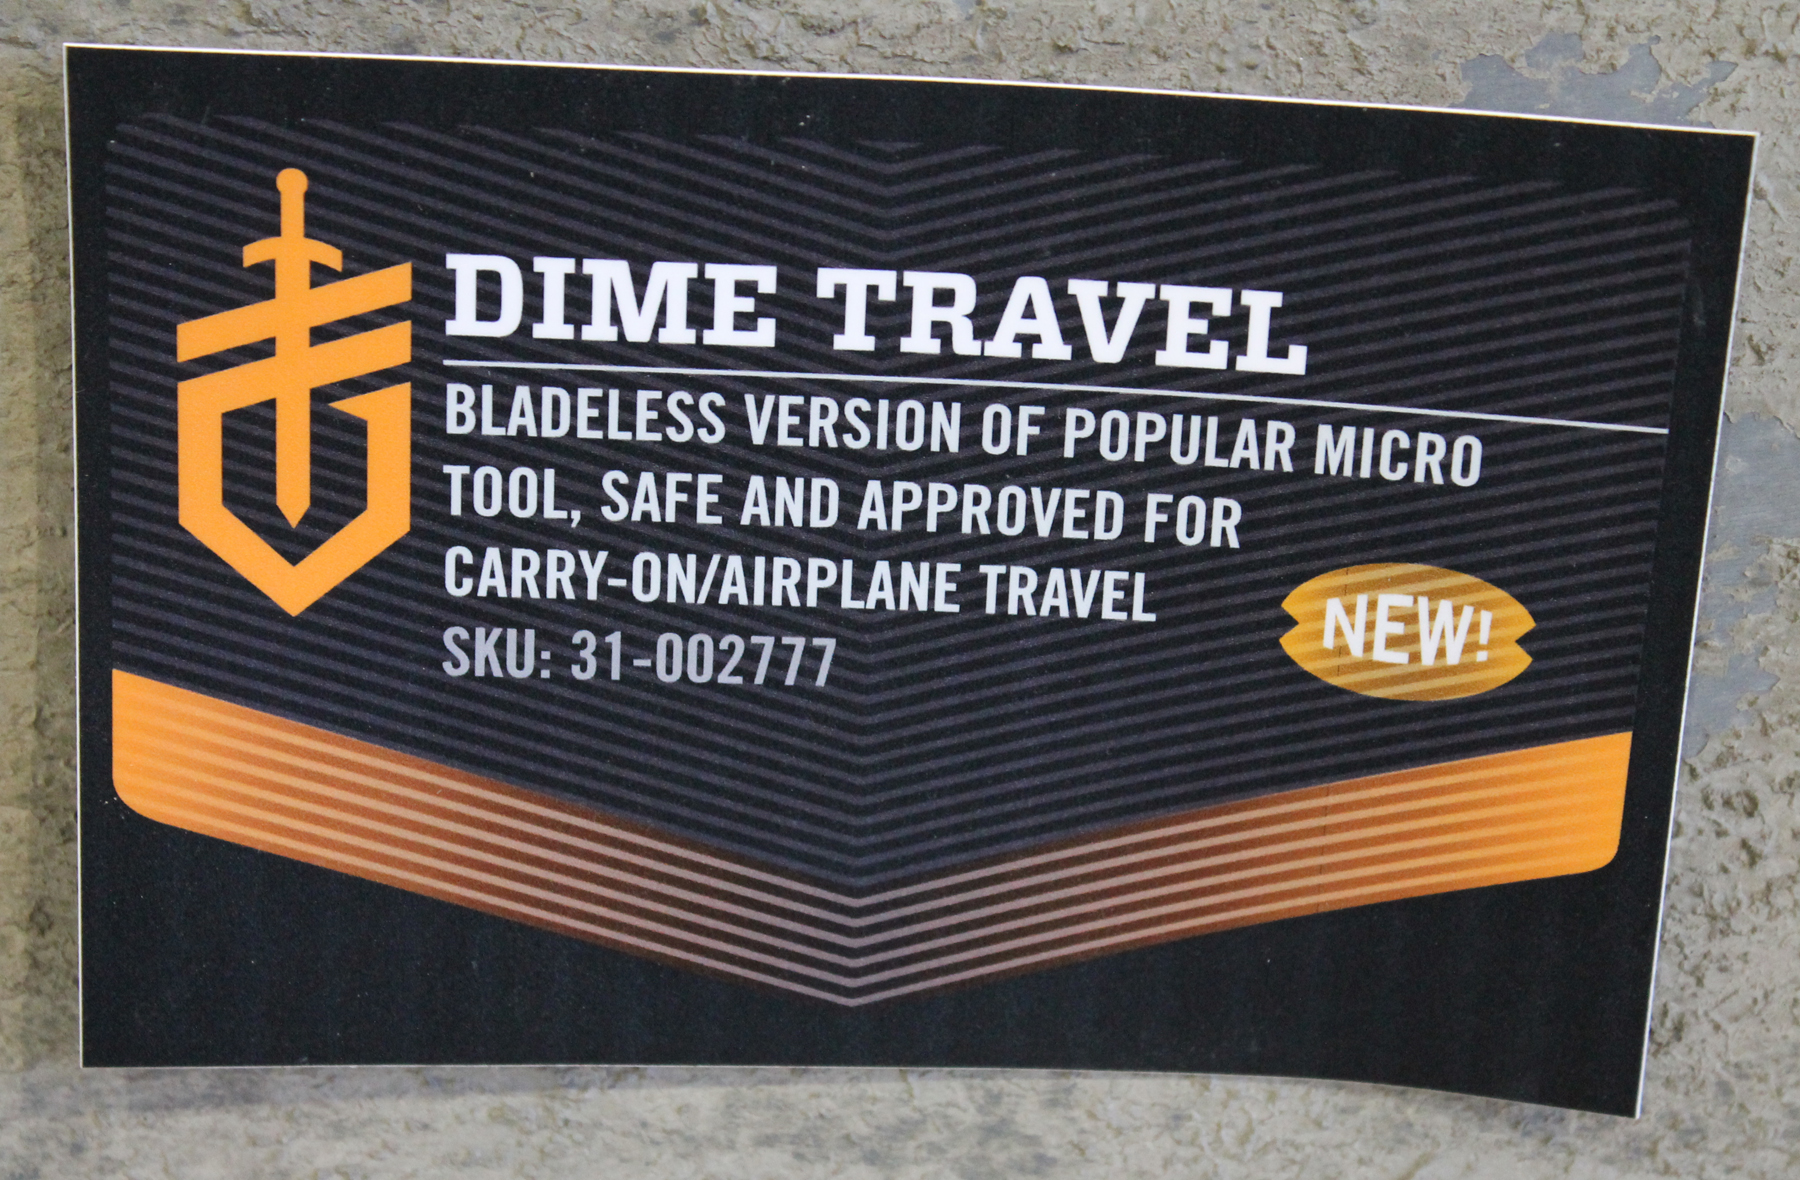 DIME TRAVEL
BLADELESS VERSION OF POPULAR MICRO
TOOL, SAFE AND APPROVED FOR
CARRY-ON/AIRPLANE TRAVEL
SKU: 31-002777
NEW!